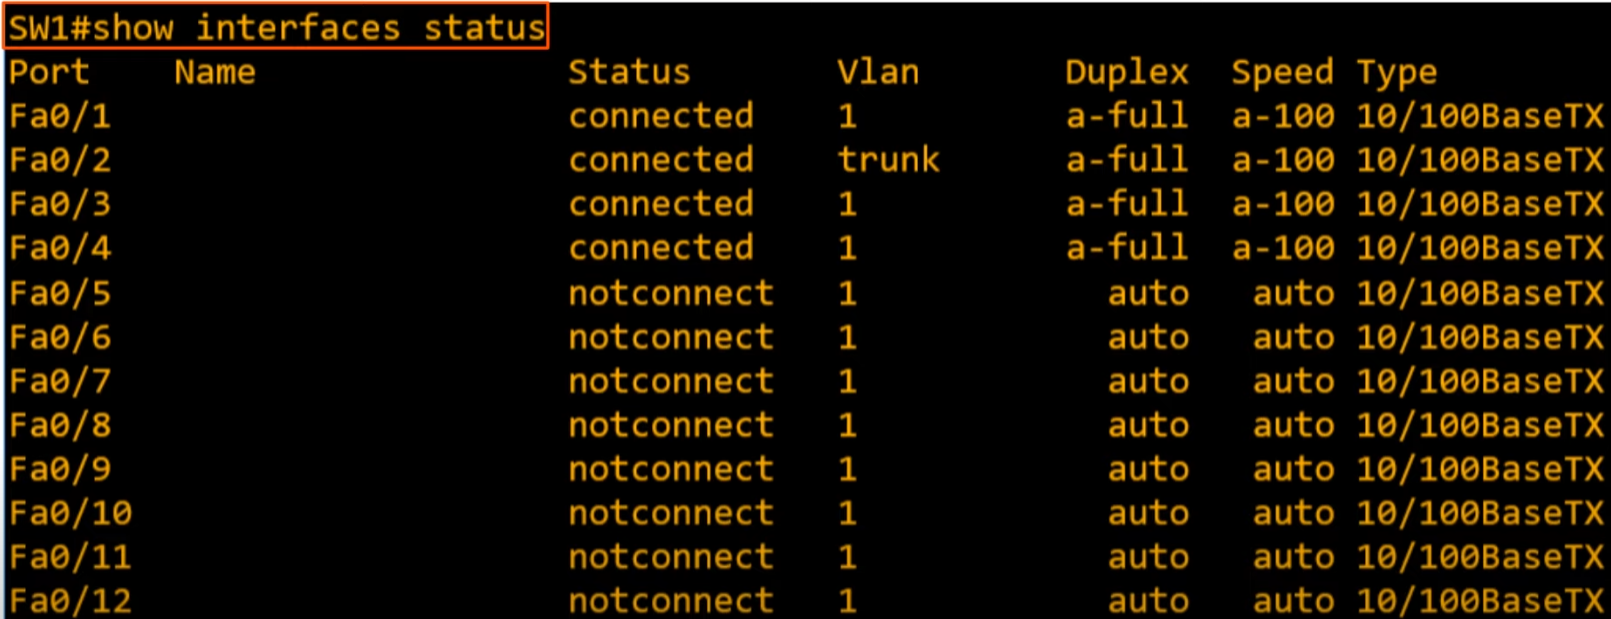 SW1#show interfaces status
Port Name Status Vlan Duplex Speed Type
Fa0/1 connected 1 a-full a-100 10/100BaseTX
Fa0/2 connected trunk a-full a-100 10/100BaseTX
Fa0/3 connected 1 a-full a-100 10/100BaseTX
Fa0/4 connected 1 a-full a-100 10/100BaseTX
Fa0/5 notconnect 1 auto auto 10/100BaseTX
Fa0/6 notconnect 1 auto auto 10/100BaseTX
Fa0/7 notconnect 1 auto auto 10/100BaseTX
Fa0/8 notconnect 1 auto auto 10/100BaseTX
Fa0/9 notconnect 1 auto auto 10/100BaseTX
Fa0/10 notconnect 1 auto auto 10/100BaseTX
Fa0/11 notconnect 1 auto auto 10/100BaseTX
Fa0/12 notconnect 1 auto auto 10/100BaseTX